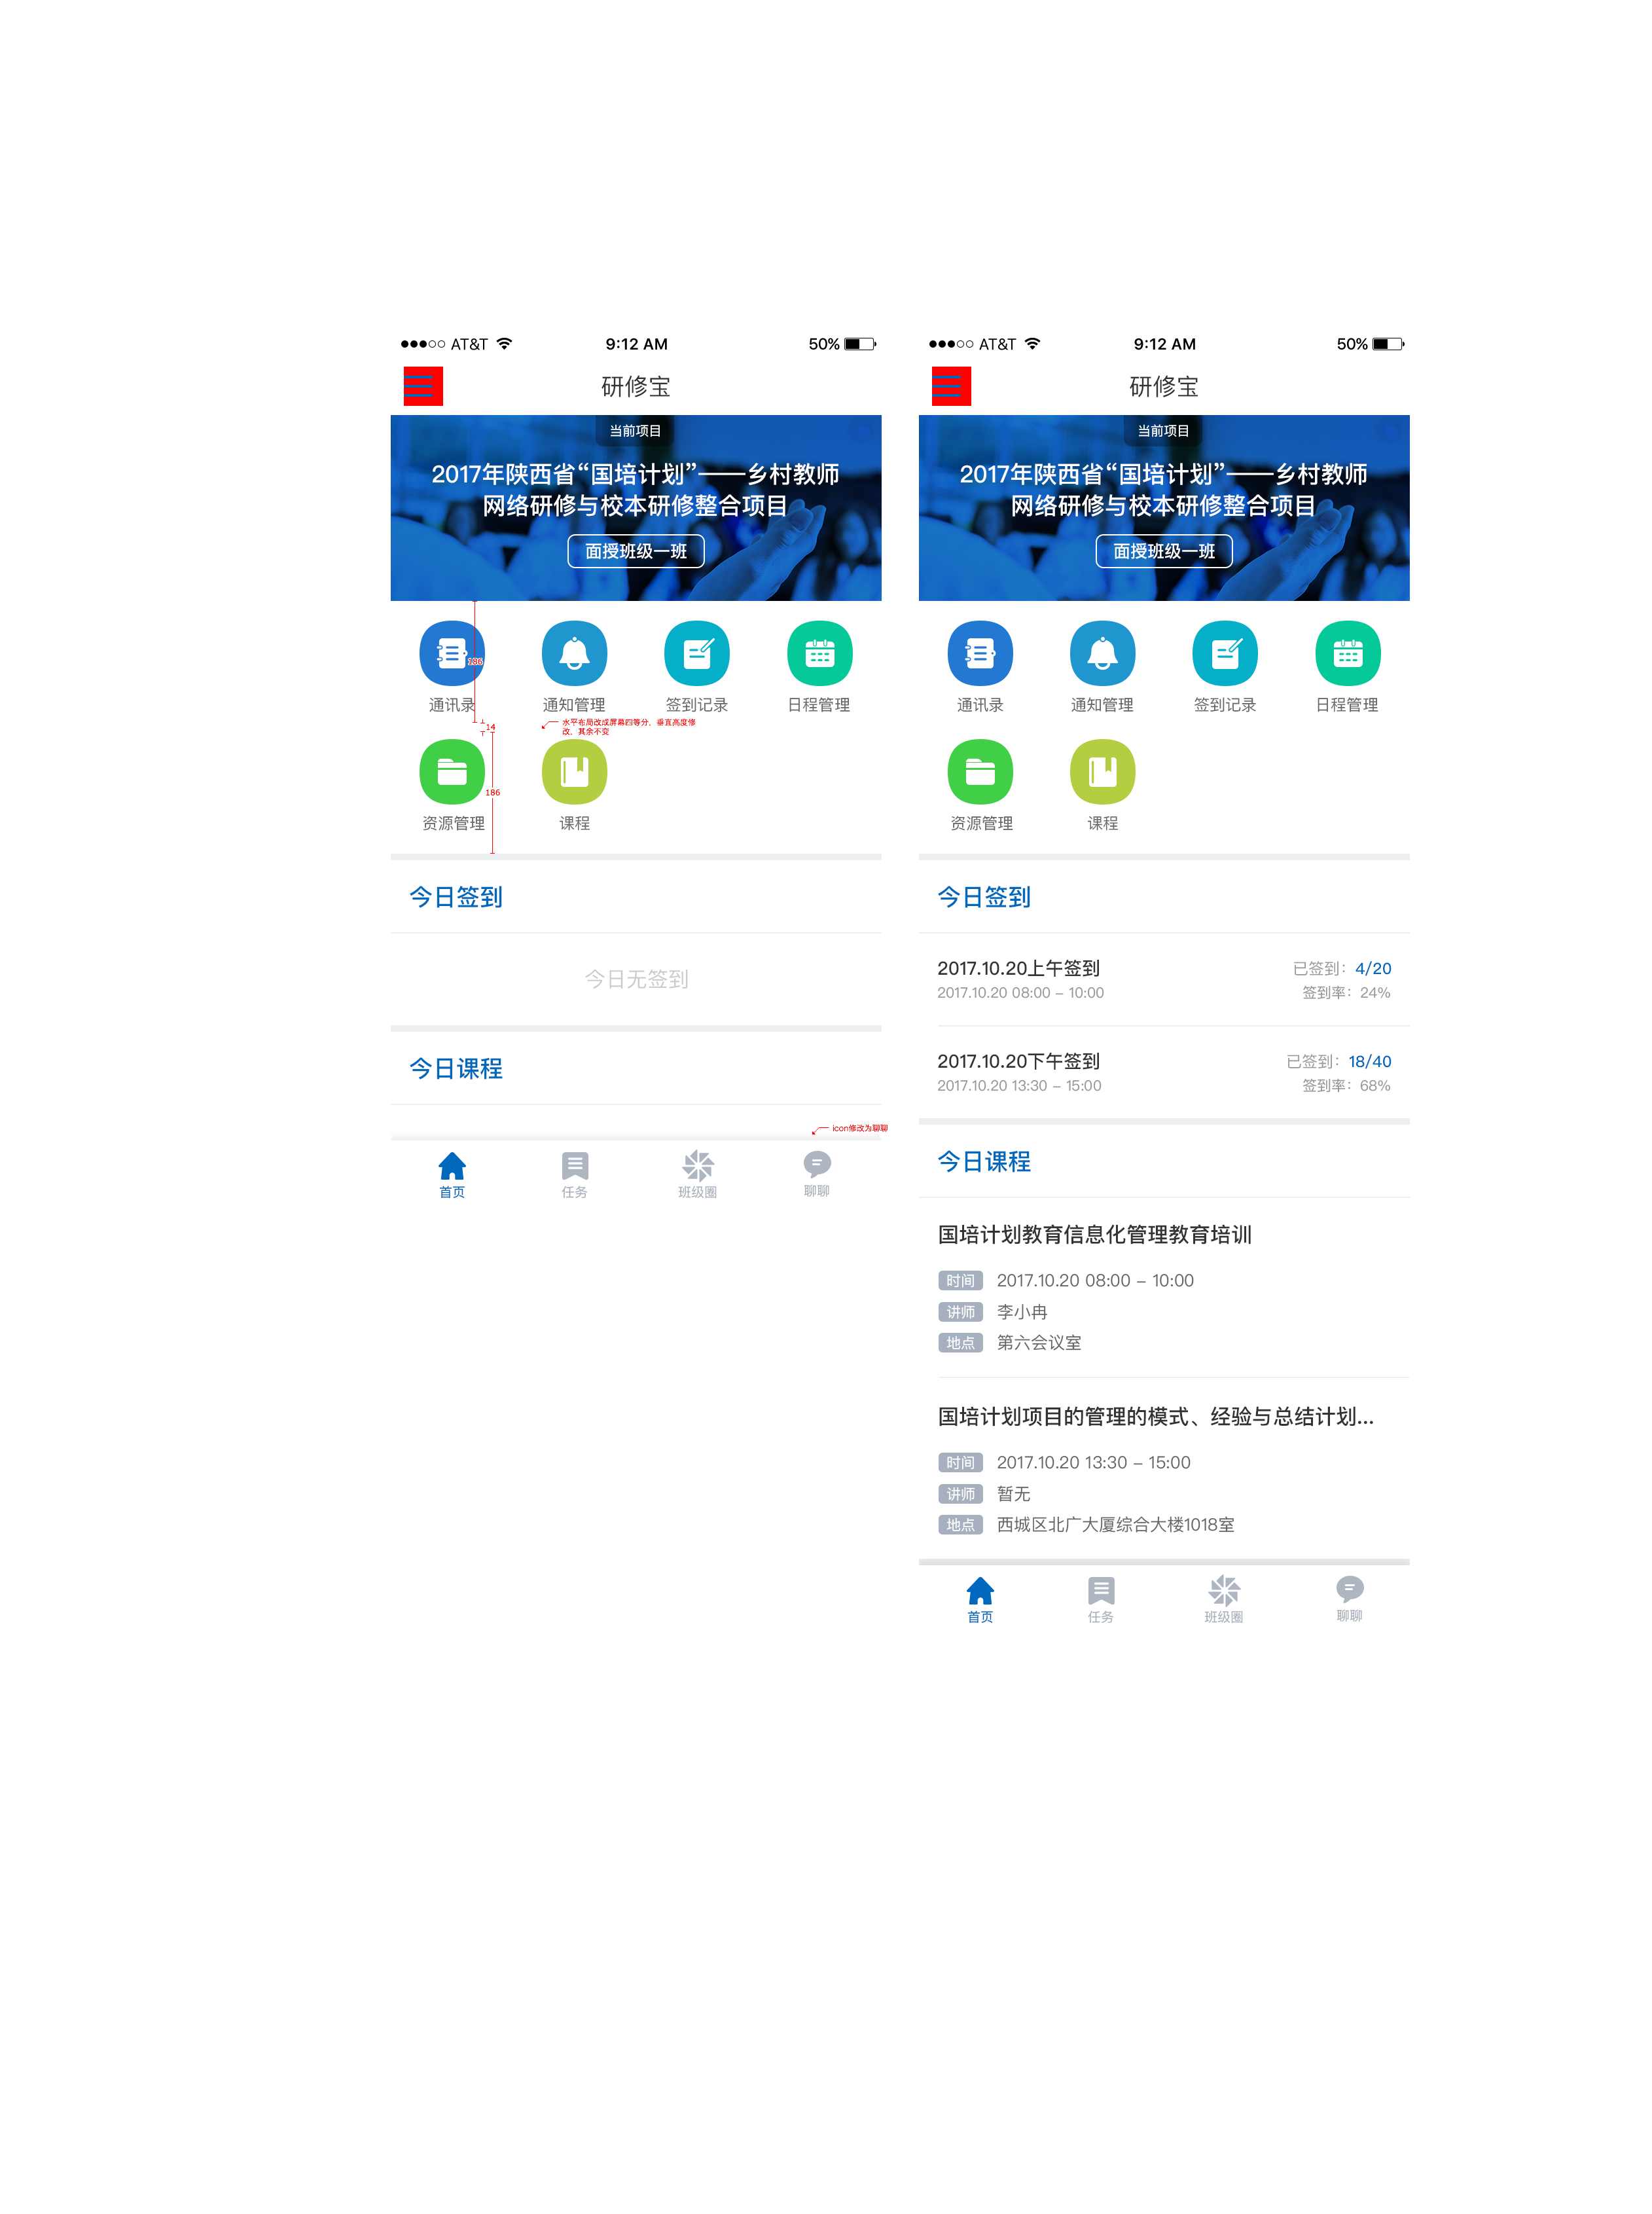 AT&T 9:12 AM 50%
研修宝
当前项目
2017年陕西省“国培计划”——乡村教师
网络研修与校本研修整合项目
面授班级一班
186
通讯录 通知管理 签到记录 日程管理
14
水平布局改成屏幕四等分，垂直高度修
改，其余不变
186
资源管理 课程
今日签到
今日无签到
今日课程
icon修改为聊聊
首页 任务 班级圈 聊聊
AT&T 9:12 AM 50%
研修宝
当前项目
2017年陕西省“国培计划”——乡村教师
网络研修与校本研修整合项目
面授班级一班
通讯录 通知管理 签到记录 日程管理
资源管理 课程
今日签到
2017.10.20上午签到 已签到：4/20
2017.10.20 08:00 – 10:00 签到率：24%
2017.10.20下午签到 已签到：18/40
2017.10.20 13:30 – 15:00 签到率：68%
今日课程
国培计划教育信息化管理教育培训
时间 2017.10.20 08:00 – 10:00
讲师 李小冉
地点 第六会议室
国培计划项目的管理的模式、经验与总结计划...
时间 2017.10.20 13:30 – 15:00
讲师 暂无
地点 西城区北广大厦综合大楼1018室
首页 任务 班级圈 聊聊